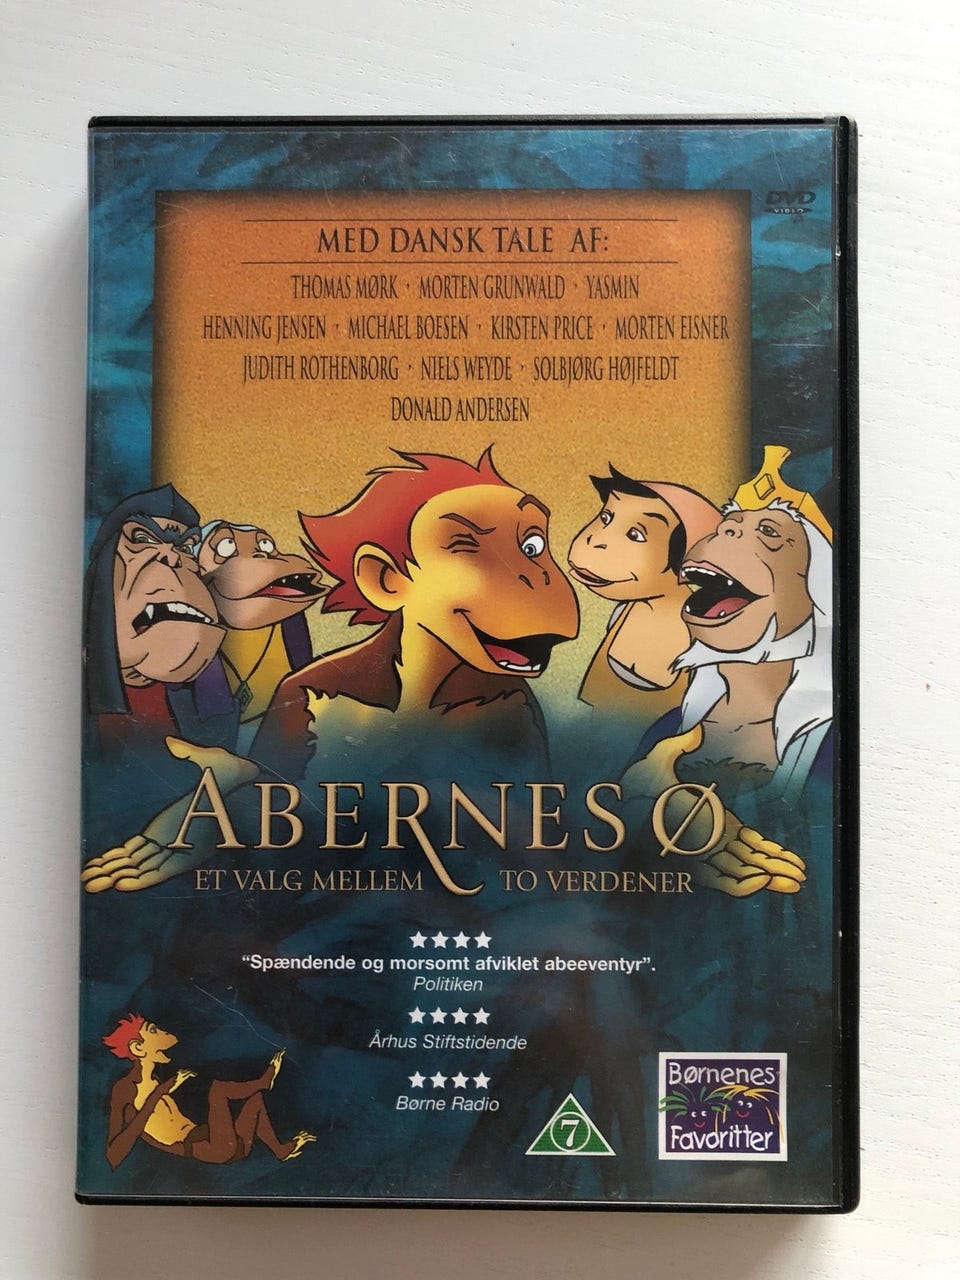 DVD
VIDEO
MED DANSK TALE AF:
THOMAS MØRK · MORTEN GRUNWALD · YASMIN
HENNING JENSEN · MICHAEL BOESEN · KIRSTEN PRICE · MORTEN EISNER
JUDITH ROTHENBORG · NIELS WEYDE · SOLBJØRG HØJFELDT
DONALD ANDERSEN
ABERNES Ø
ET VALG MELLEM TO VERDENER
★★★★
“Spændende og morsomt afviklet abeeventyr”.
Politiken
★★★★
Århus Stiftstidende
★★★★
Børne Radio
7
Børnenes
Favoritter